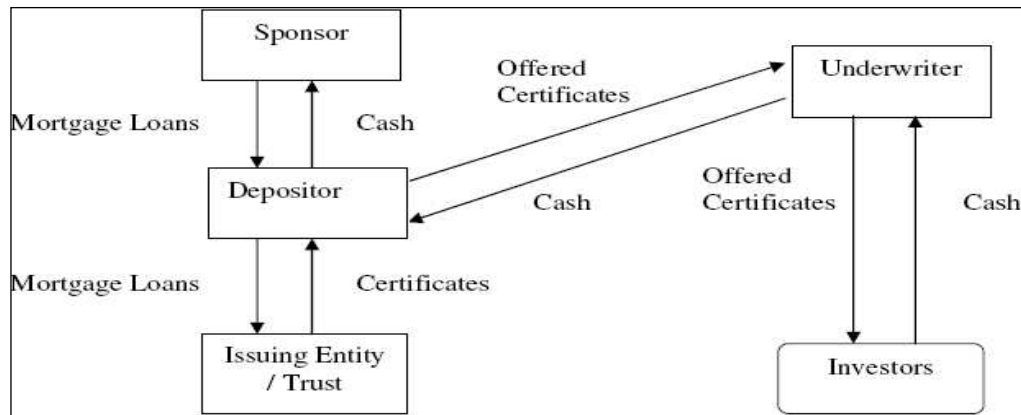 Sponsor
Underwriter
Offered
Certificates
Mortgage Loans
Cash
Depositor
Offered
Certificates
Cash
Cash
Mortgage Loans
Certificates
Issuing Entity
/ Trust
Investors